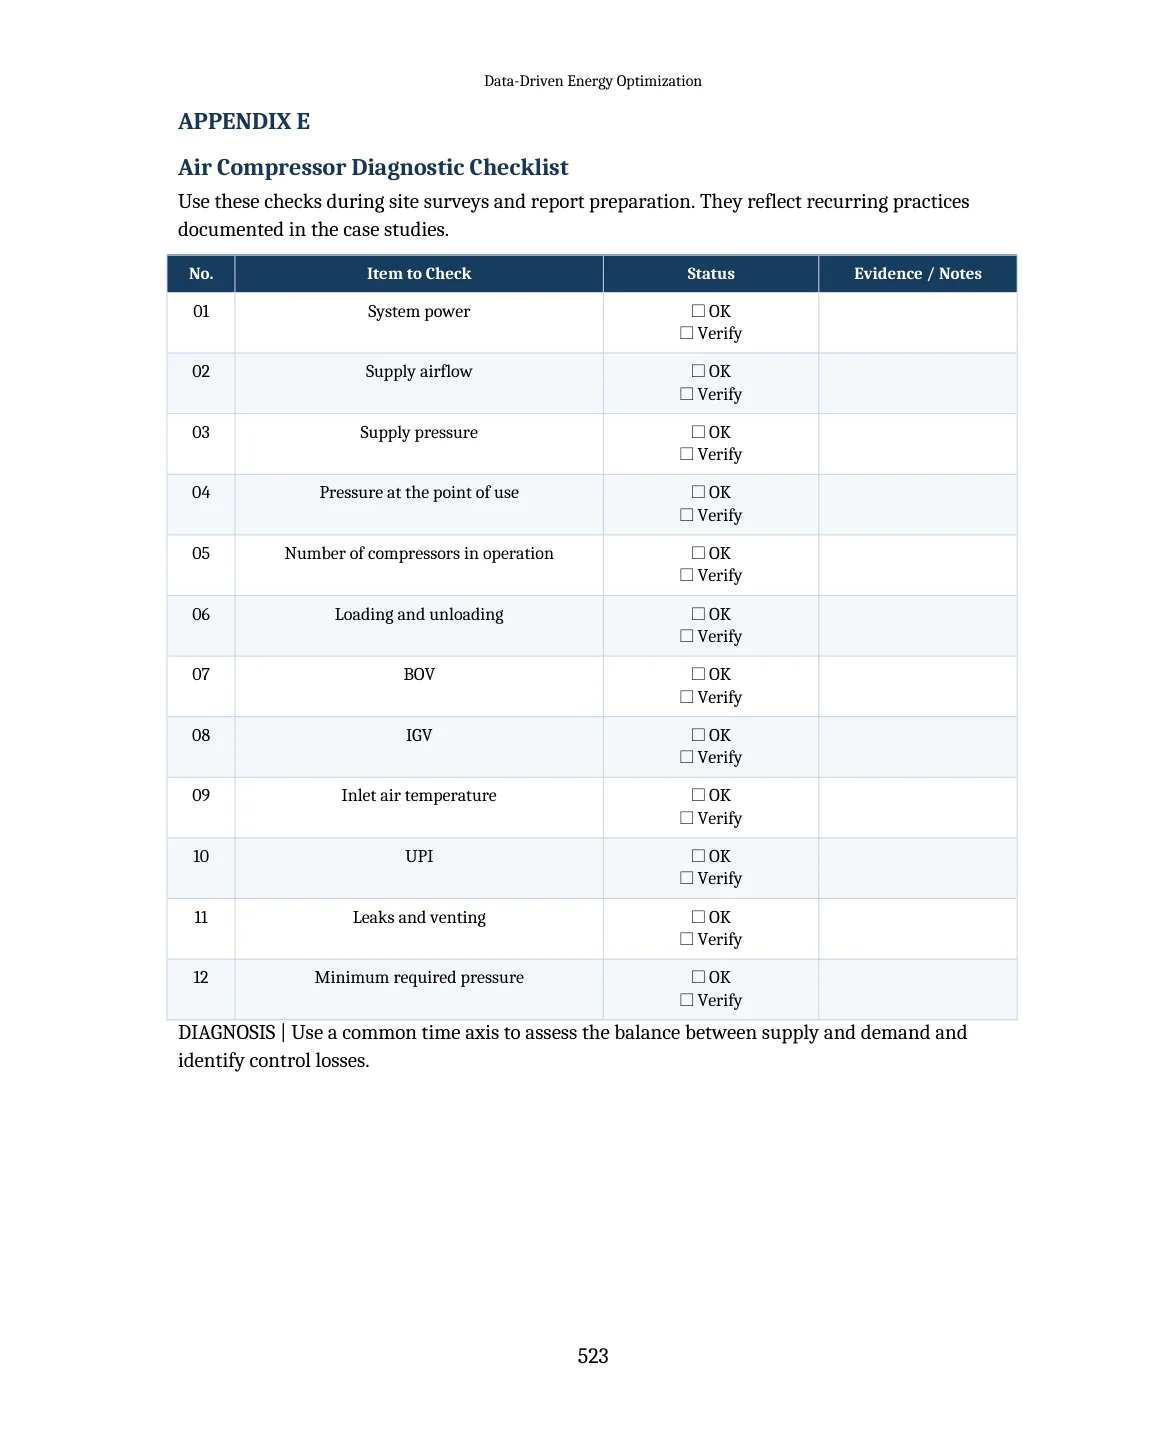 Data-Driven Energy Optimization
APPENDIX E
Air Compressor Diagnostic Checklist
Use these checks during site surveys and report preparation. They reflect recurring practices
documented in the case studies.
No. Item to Check Status Evidence / Notes
01 System power ☐ OK
☐ Verify
02 Supply airflow ☐ OK
☐ Verify
03 Supply pressure ☐ OK
☐ Verify
04 Pressure at the point of use ☐ OK
☐ Verify
05 Number of compressors in operation ☐ OK
☐ Verify
06 Loading and unloading ☐ OK
☐ Verify
07 BOV ☐ OK
☐ Verify
08 IGV ☐ OK
☐ Verify
09 Inlet air temperature ☐ OK
☐ Verify
10 UPI ☐ OK
☐ Verify
11 Leaks and venting ☐ OK
☐ Verify
12 Minimum required pressure ☐ OK
☐ Verify
DIAGNOSIS | Use a common time axis to assess the balance between supply and demand and
identify control losses.
523